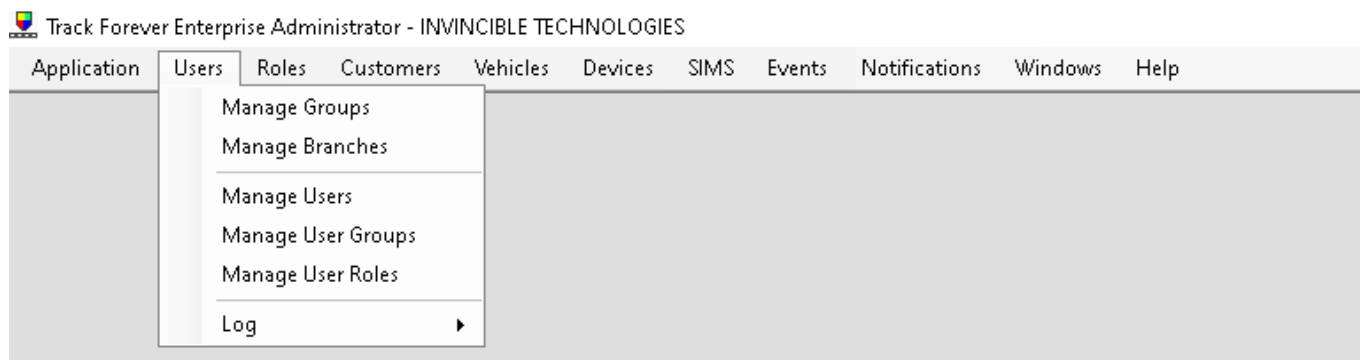 Track Forever Enterprise Administrator - INVINCIBLE TECHNOLOGIES
Application Users Roles Customers Vehicles Devices SIMS Events Notifications Windows Help
Manage Groups
Manage Branches
Manage Users
Manage User Groups
Manage User Roles
Log